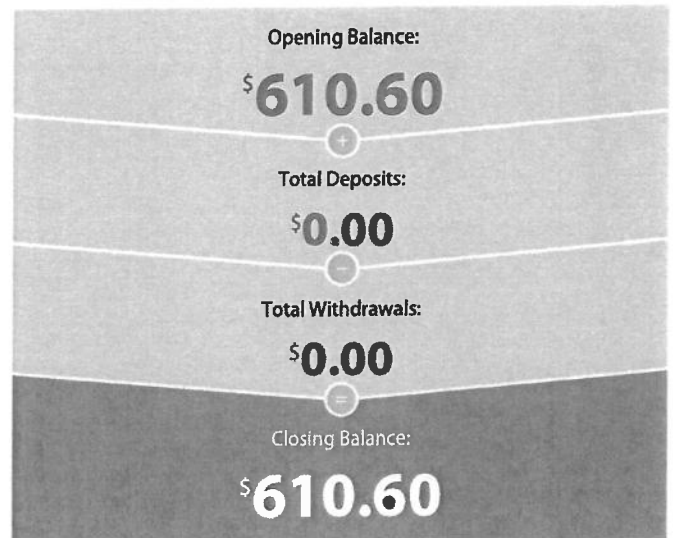 Opening Balance:
$610.60
+
Total Deposits:
$0.00
-
Total Withdrawals:
$0.00
=
Closing Balance:
$610.60